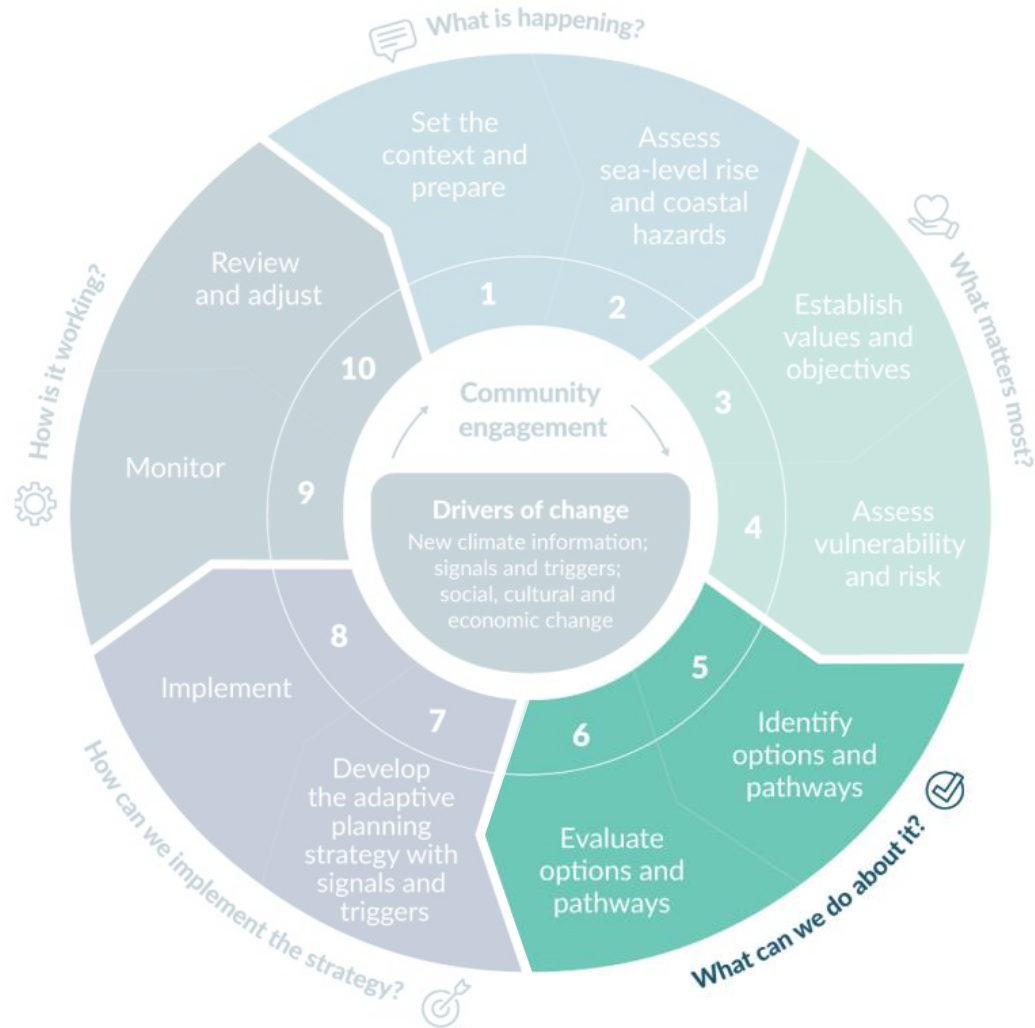 What is happening?
Set the
context and
prepare
1
Assess
sea-level rise
and coastal
hazards
2
What matters most?
Establish
values and
objectives
3
Assess
vulnerability
and risk
4
What can we do about it?
Identify
options and
pathways
5
Evaluate
options and
pathways
6
How can we implement the strategy?
Develop
the adaptive
planning
strategy with
signals and
triggers
7
Implement
8
How is it working?
Monitor
9
Review
and adjust
10
Community
engagement
Drivers of change
New climate information;
signals and triggers;
social, cultural and
economic change